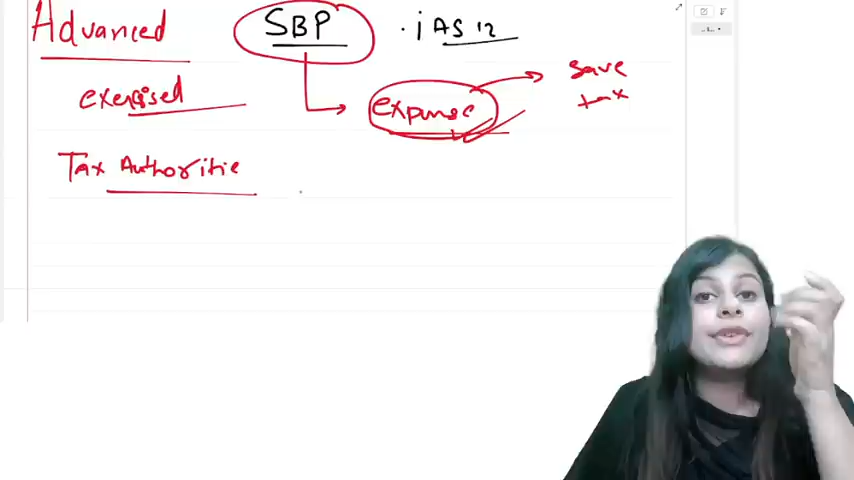 Advanced SBP · iAS 12
exercised expense save
tax
Tax Authoritie